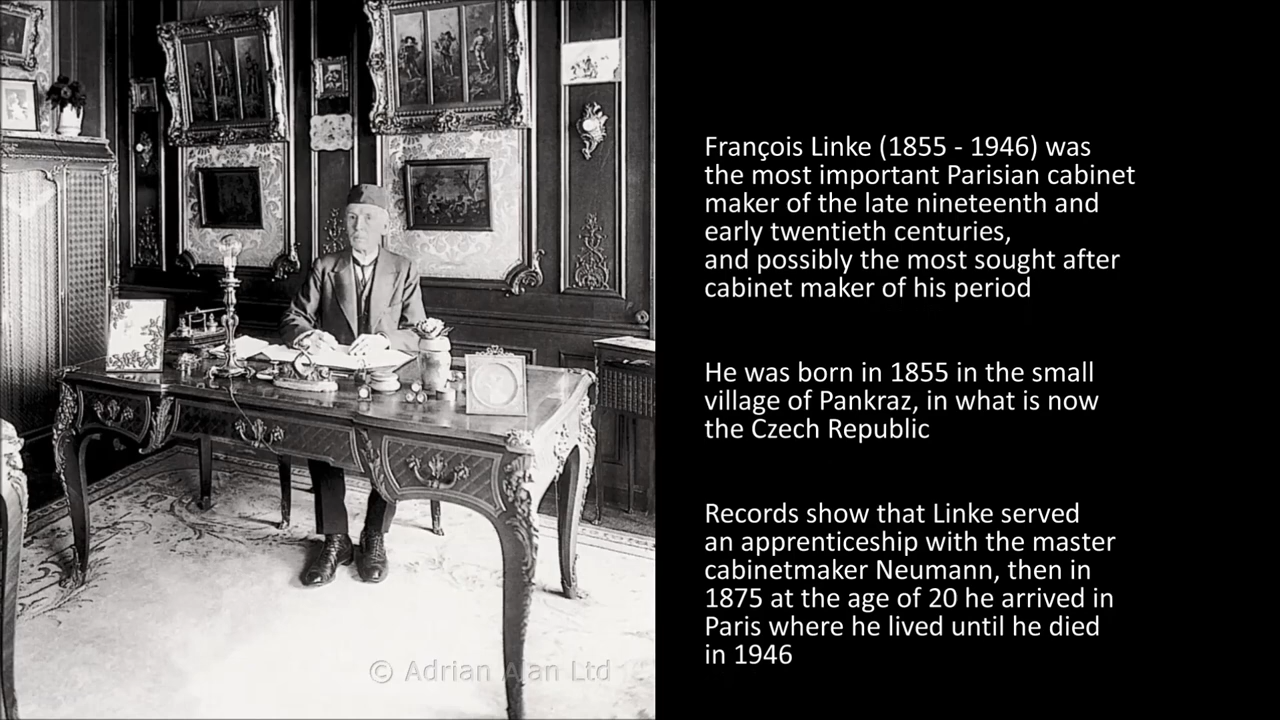 François Linke (1855 - 1946) was
the most important Parisian cabinet
maker of the late nineteenth and
early twentieth centuries,
and possibly the most sought after
cabinet maker of his period
He was born in 1855 in the small
village of Pankraz, in what is now
the Czech Republic
Records show that Linke served
an apprenticeship with the master
cabinetmaker Neumann, then in
1875 at the age of 20 he arrived in
Paris where he lived until he died
in 1946
© Adrian Alan Ltd